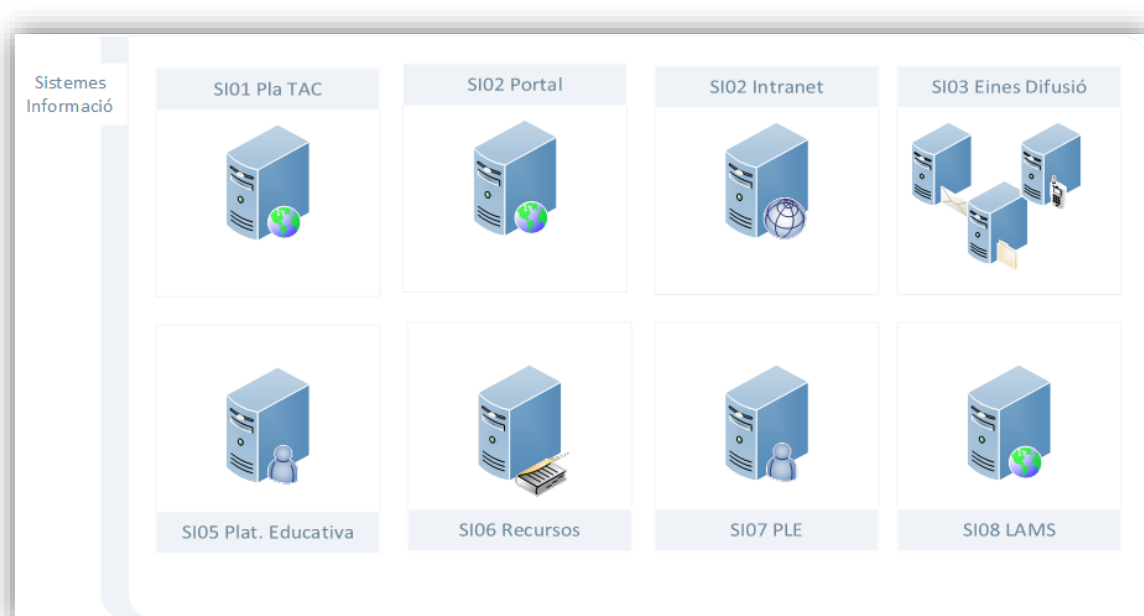 Sistemes
Informació
SI01 Pla TAC
SI02 Portal
SI02 Intranet
SI03 Eines Difusió
SI05 Plat. Educativa
SI06 Recursos
SI07 PLE
SI08 LAMS